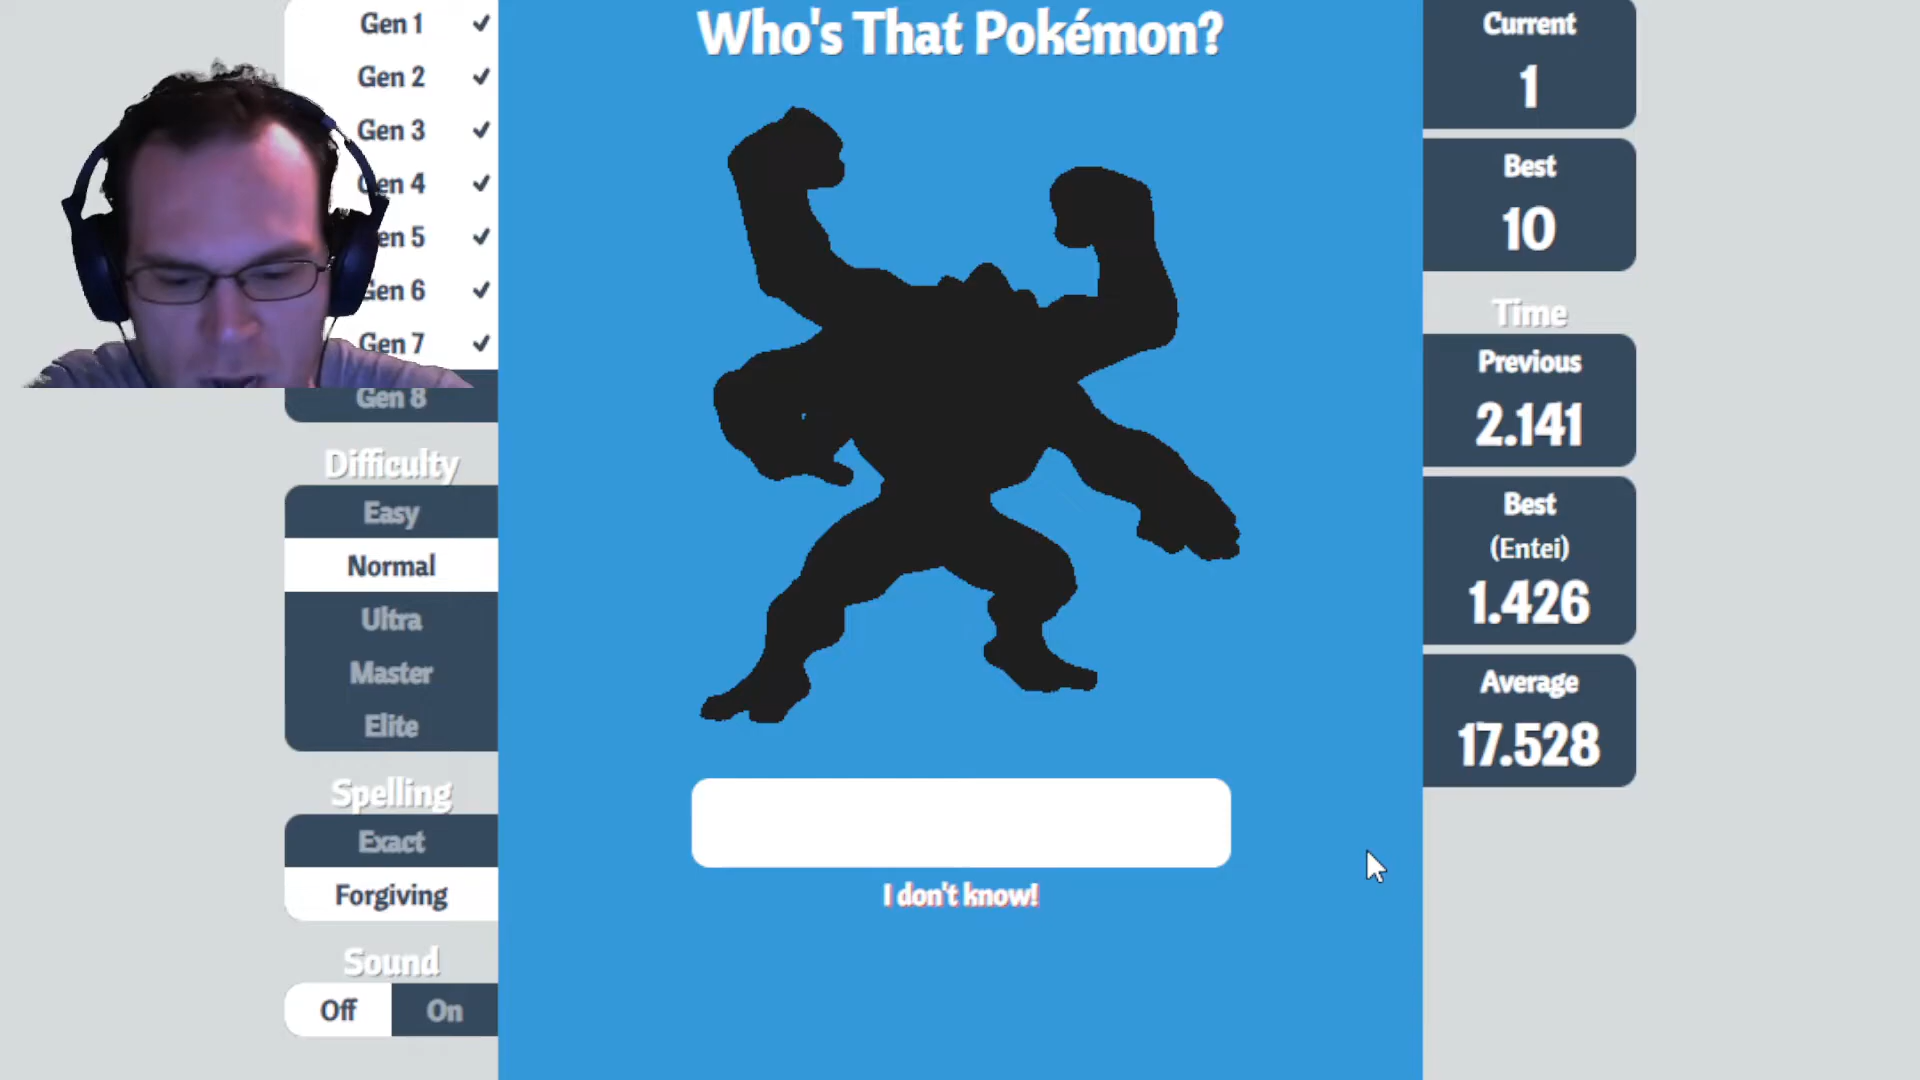 Gen 1
Gen 2
Gen 3
en 4
en 5
Gen 6
Gen 7
Gen 8
Difficulty
Easy
Normal
Ultra
Master
Elite
Spelling
Exact
Forgiving
Sound
Off On
Who's That Pokémon?
I don't know!
Current
1
Best
10
Time
Previous
2.141
Best
(Entei)
1.426
Average
17.528